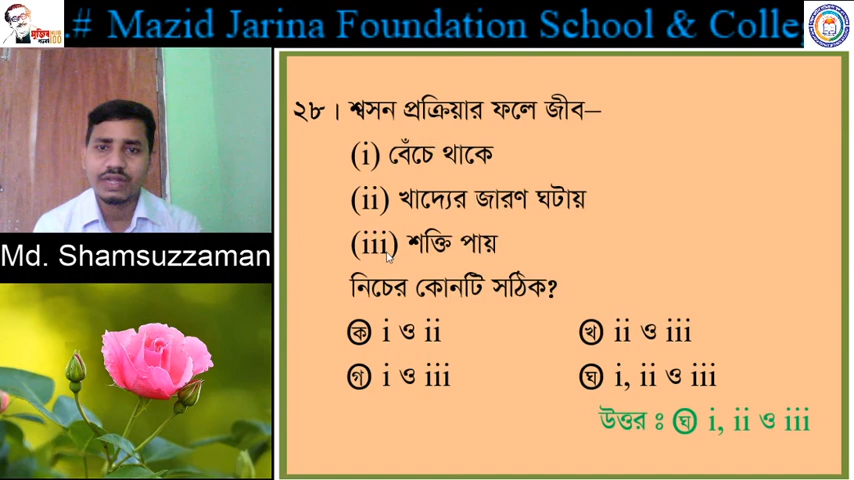 # Mazid Jarina Foundation School & Colle
মুজিব
100
Md. Shamsuzzaman
২৮। শ্বসন প্রক্রিয়ার ফলে জীব–
(i) বেঁচে থাকে
(ii) খাদ্যের জারণ ঘটায়
(iii) শক্তি পায়
নিচের কোনটি সঠিক?
ক i ও ii
খ ii ও iii
গ i ও iii
ঘ i, ii ও iii
উত্তর ঃ ঘ i, ii ও iii